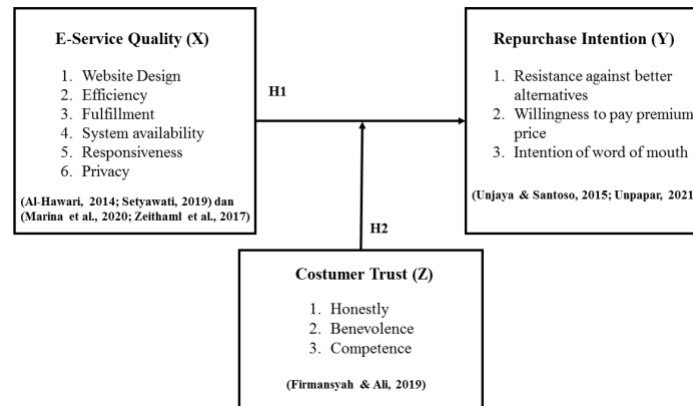 E-Service Quality (X)
1. Website Design
2. Efficiency
3. Fulfillment
4. System availability
5. Responsiveness
6. Privacy
(Al-Hawari, 2014; Setyawati, 2019) dan
(Marina et al., 2020; Zeithaml et al., 2017)
H1
Repurchase Intention (Y)
1. Resistance against better
alternatives
2. Willingness to pay premium
price
3. Intention of word of mouth
(Unjaya & Santoso, 2015; Unpapar, 2021
H2
Costumer Trust (Z)
1. Honestly
2. Benevolence
3. Competence
(Firmansyah & Ali, 2019)